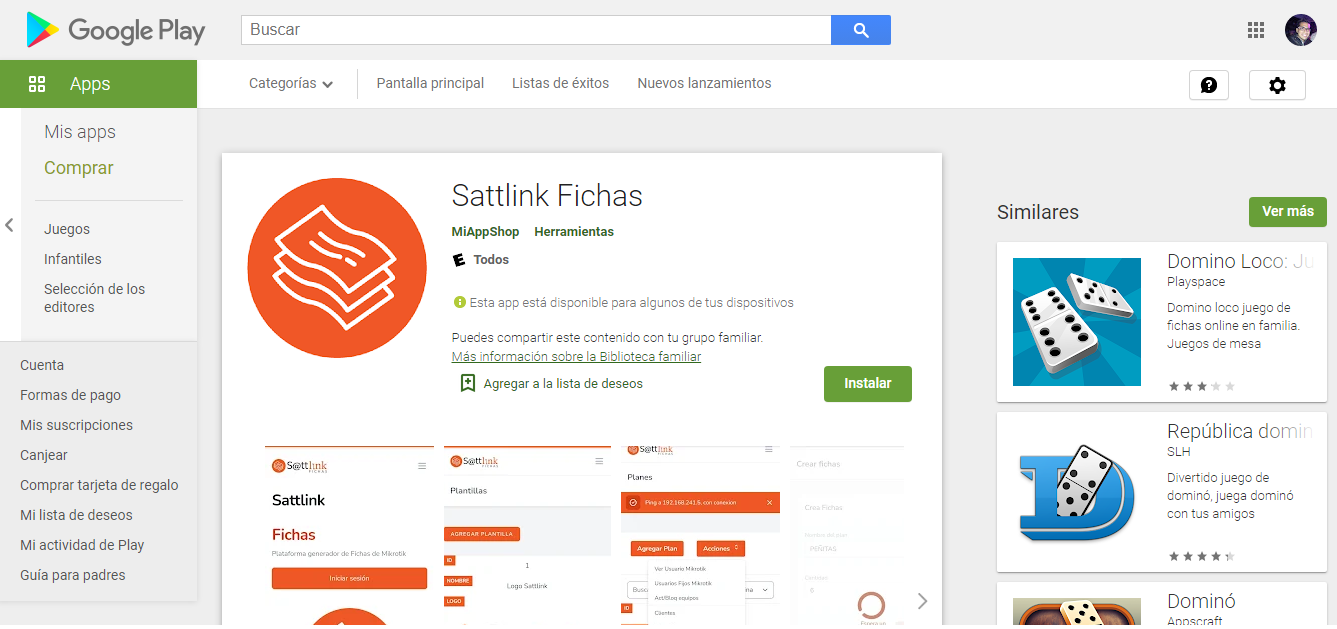 Google Play
Buscar
Apps
Categorías
Pantalla principal
Listas de éxitos
Nuevos lanzamientos
Mis apps
Comprar
Juegos
Infantiles
Selección de los
editores
Cuenta
Formas de pago
Mis suscripciones
Canjear
Comprar tarjeta de regalo
Mi lista de deseos
Mi actividad de Play
Guía para padres
Sattlink Fichas
MiAppShop Herramientas
E Todos
Esta app está disponible para algunos de tus dispositivos
Puedes compartir este contenido con tu grupo familiar.
Más información sobre la Biblioteca familiar
Agregar a la lista de deseos
Instalar
S@ttlink
FICHAS
Sattlink
Fichas
Plataforma generador de Fichas de Mikrotik
Iniciar sesión
S@ttlink
FICHAS
Plantillas
AGREGAR PLANTILLA
ID
1
NOMBRE
Logo Sattlink
LOGO
S@ttlink
FICHAS
Planes
Ping a 192.168.241.6, con conexion
Agregar Plan
Acciones
Ver Usuario Mikrotik
Usuarios Fijos Mikrotik
Act/Bloq equipos
Clientes
Busc
na
ID
Crear fichas
Crea Fichas
PEÑITAS
0
Espera un
Similares
Ver más
Domino Loco: Ju
Playspace
Domino loco juego de
fichas online en familia.
Juegos de mesa
República domin
SLH
Divertido juego de
dominó, juega dominó
con tus amigos
Dominó
Appscraft